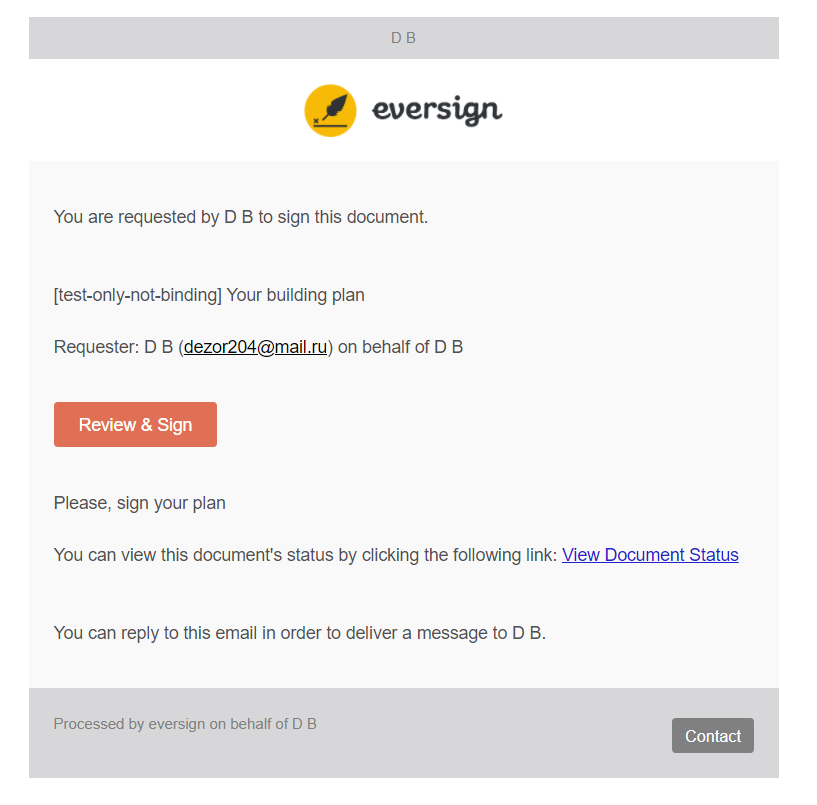 D B
eversign
You are requested by D B to sign this document.
[test-only-not-binding] Your building plan
Requester: D B (dezor204@mail.ru) on behalf of D B
Review & Sign
Please, sign your plan
You can view this document's status by clicking the following link: View Document Status
You can reply to this email in order to deliver a message to D B.
Processed by eversign on behalf of D B
Contact